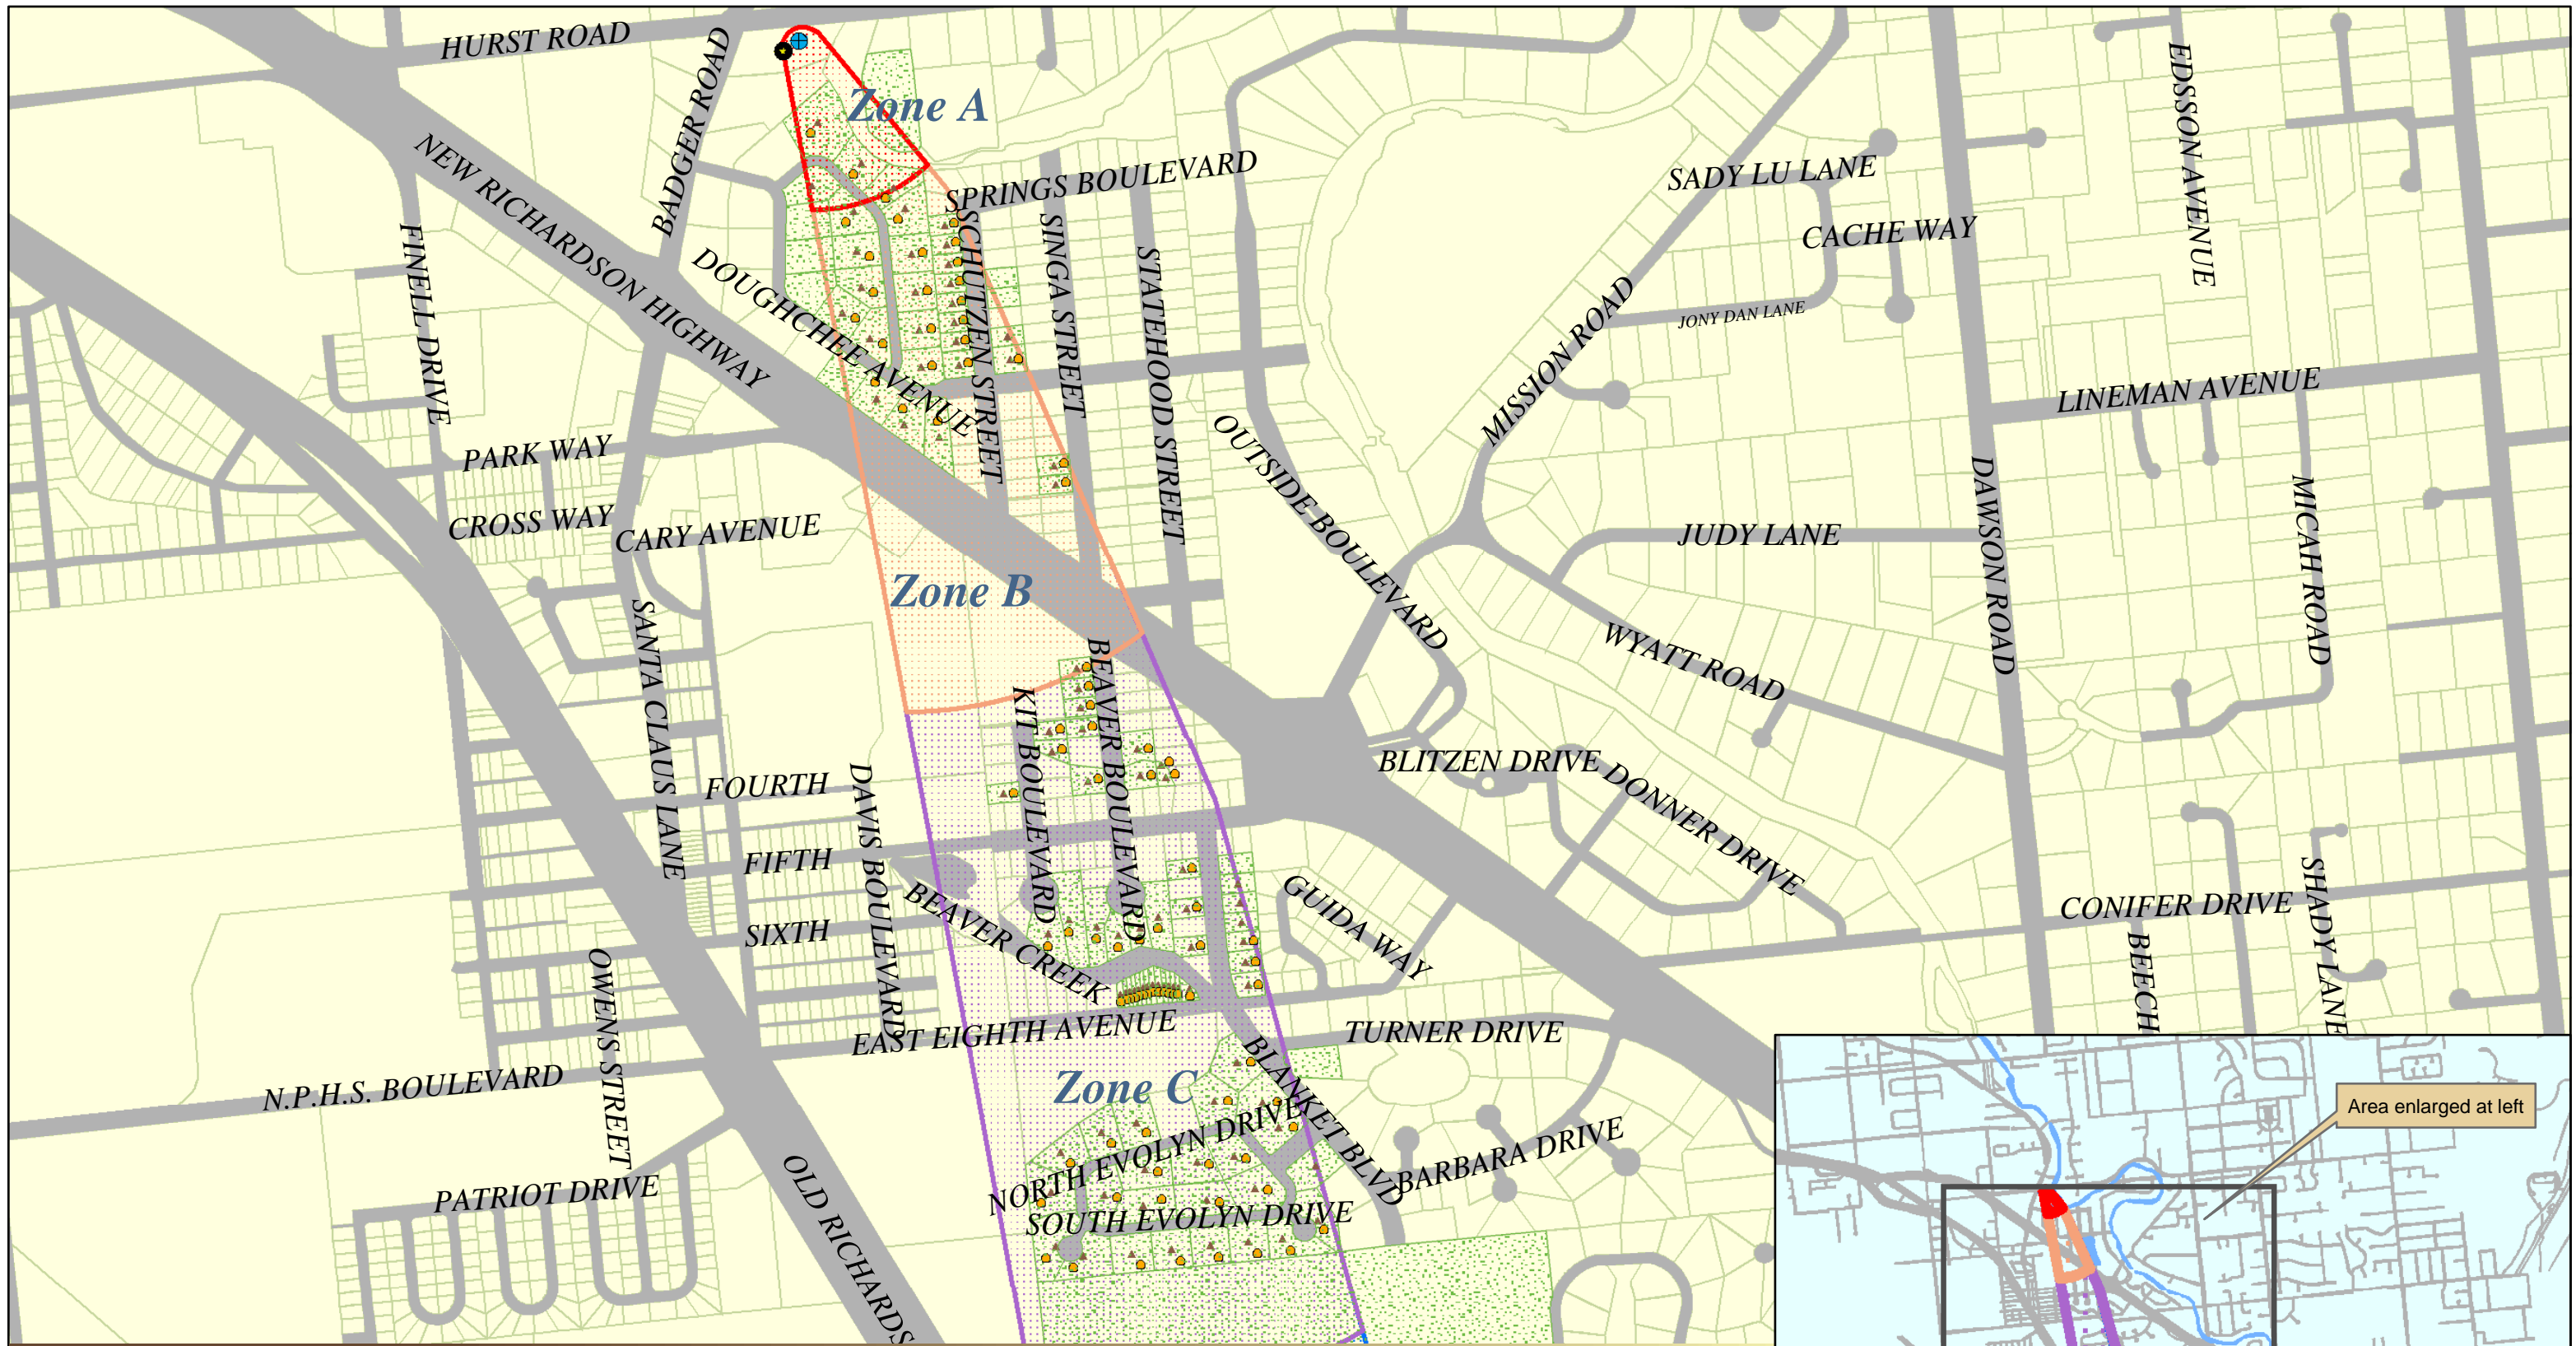 HURST ROAD
BADGER ROAD
Zone A
EDSSON AVENUE
NEW RICHARDSON HIGHWAY
SPRINGS BOULEVARD
SADY LU LANE
CACHE WAY
FINELL DRIVE
DOUGHCHEE AVENUE
SCHUTZEN STREET
SINGA STREET
STATEHOOD STREET
MISSION ROAD
JONY DAN LANE
LINEMAN AVENUE
PARK WAY
OUTSIDE BOULEVARD
DAWSON ROAD
MICAH ROAD
CROSS WAY
CARY AVENUE
JUDY LANE
Zone B
SANTA CLAUS LANE
WYATT ROAD
KIT BOULEVARD
BEAVER BOULEVARD
BLITZEN DRIVE
DONNER DRIVE
FOURTH
DAVIS BOULEVARD
FIFTH
BEAVER CREEK
GUIDA WAY
CONIFER DRIVE
SHADY LANE
SIXTH
BEECH
OWENS STREET
EAST EIGHTH AVENUE
TURNER DRIVE
N.P.H.S. BOULEVARD
Zone C
BLANKET BLVD
Area enlarged at left
NORTH EVOLYN DRIVE
BARBARA DRIVE
PATRIOT DRIVE
OLD RICHARDS
SOUTH EVOLYN DRIVE